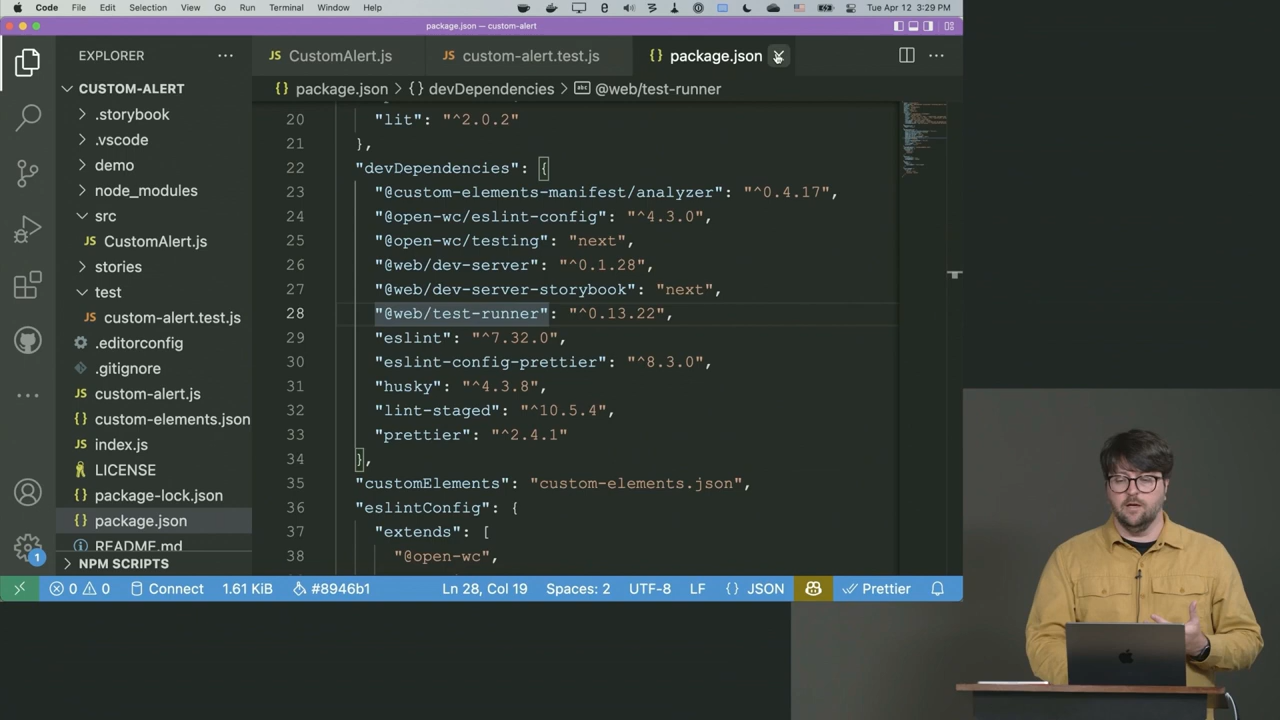 Code File Edit Selection View Go Run Terminal Window Help Tue Apr 12 3:29 PM
package.json — custom-alert
EXPLORER
CustomAlert.js
custom-alert.test.js
{} package.json
CUSTOM-ALERT
{} package.json > {} devDependencies > abc @web/test-runner
.storybook
.vscode
demo
node_modules
src
JS CustomAlert.js
stories
test
JS custom-alert.test.js
.editorconfig
.gitignore
JS custom-alert.js
{} custom-elements.json
JS index.js
LICENSE
{} package-lock.json
{} package.json
README.md
NPM SCRIPTS
20 "lit": "^2.0.2"
21 },
22 "devDependencies": {
23 "@custom-elements-manifest/analyzer": "^0.4.17",
24 "@open-wc/eslint-config": "^4.3.0",
25 "@open-wc/testing": "next",
26 "@web/dev-server": "^0.1.28",
27 "@web/dev-server-storybook": "next",
28 "@web/test-runner": "^0.13.22",
29 "eslint": "^7.32.0",
30 "eslint-config-prettier": "^8.3.0",
31 "husky": "^4.3.8",
32 "lint-staged": "^10.5.4",
33 "prettier": "^2.4.1"
34 },
35 "customElements": "custom-elements.json",
36 "eslintConfig": {
37 "extends": [
38 "@open-wc",
1
0 0 Connect 1.61 KiB #8946b1 Ln 28, Col 19 Spaces: 2 UTF-8 LF {} JSON Prettier